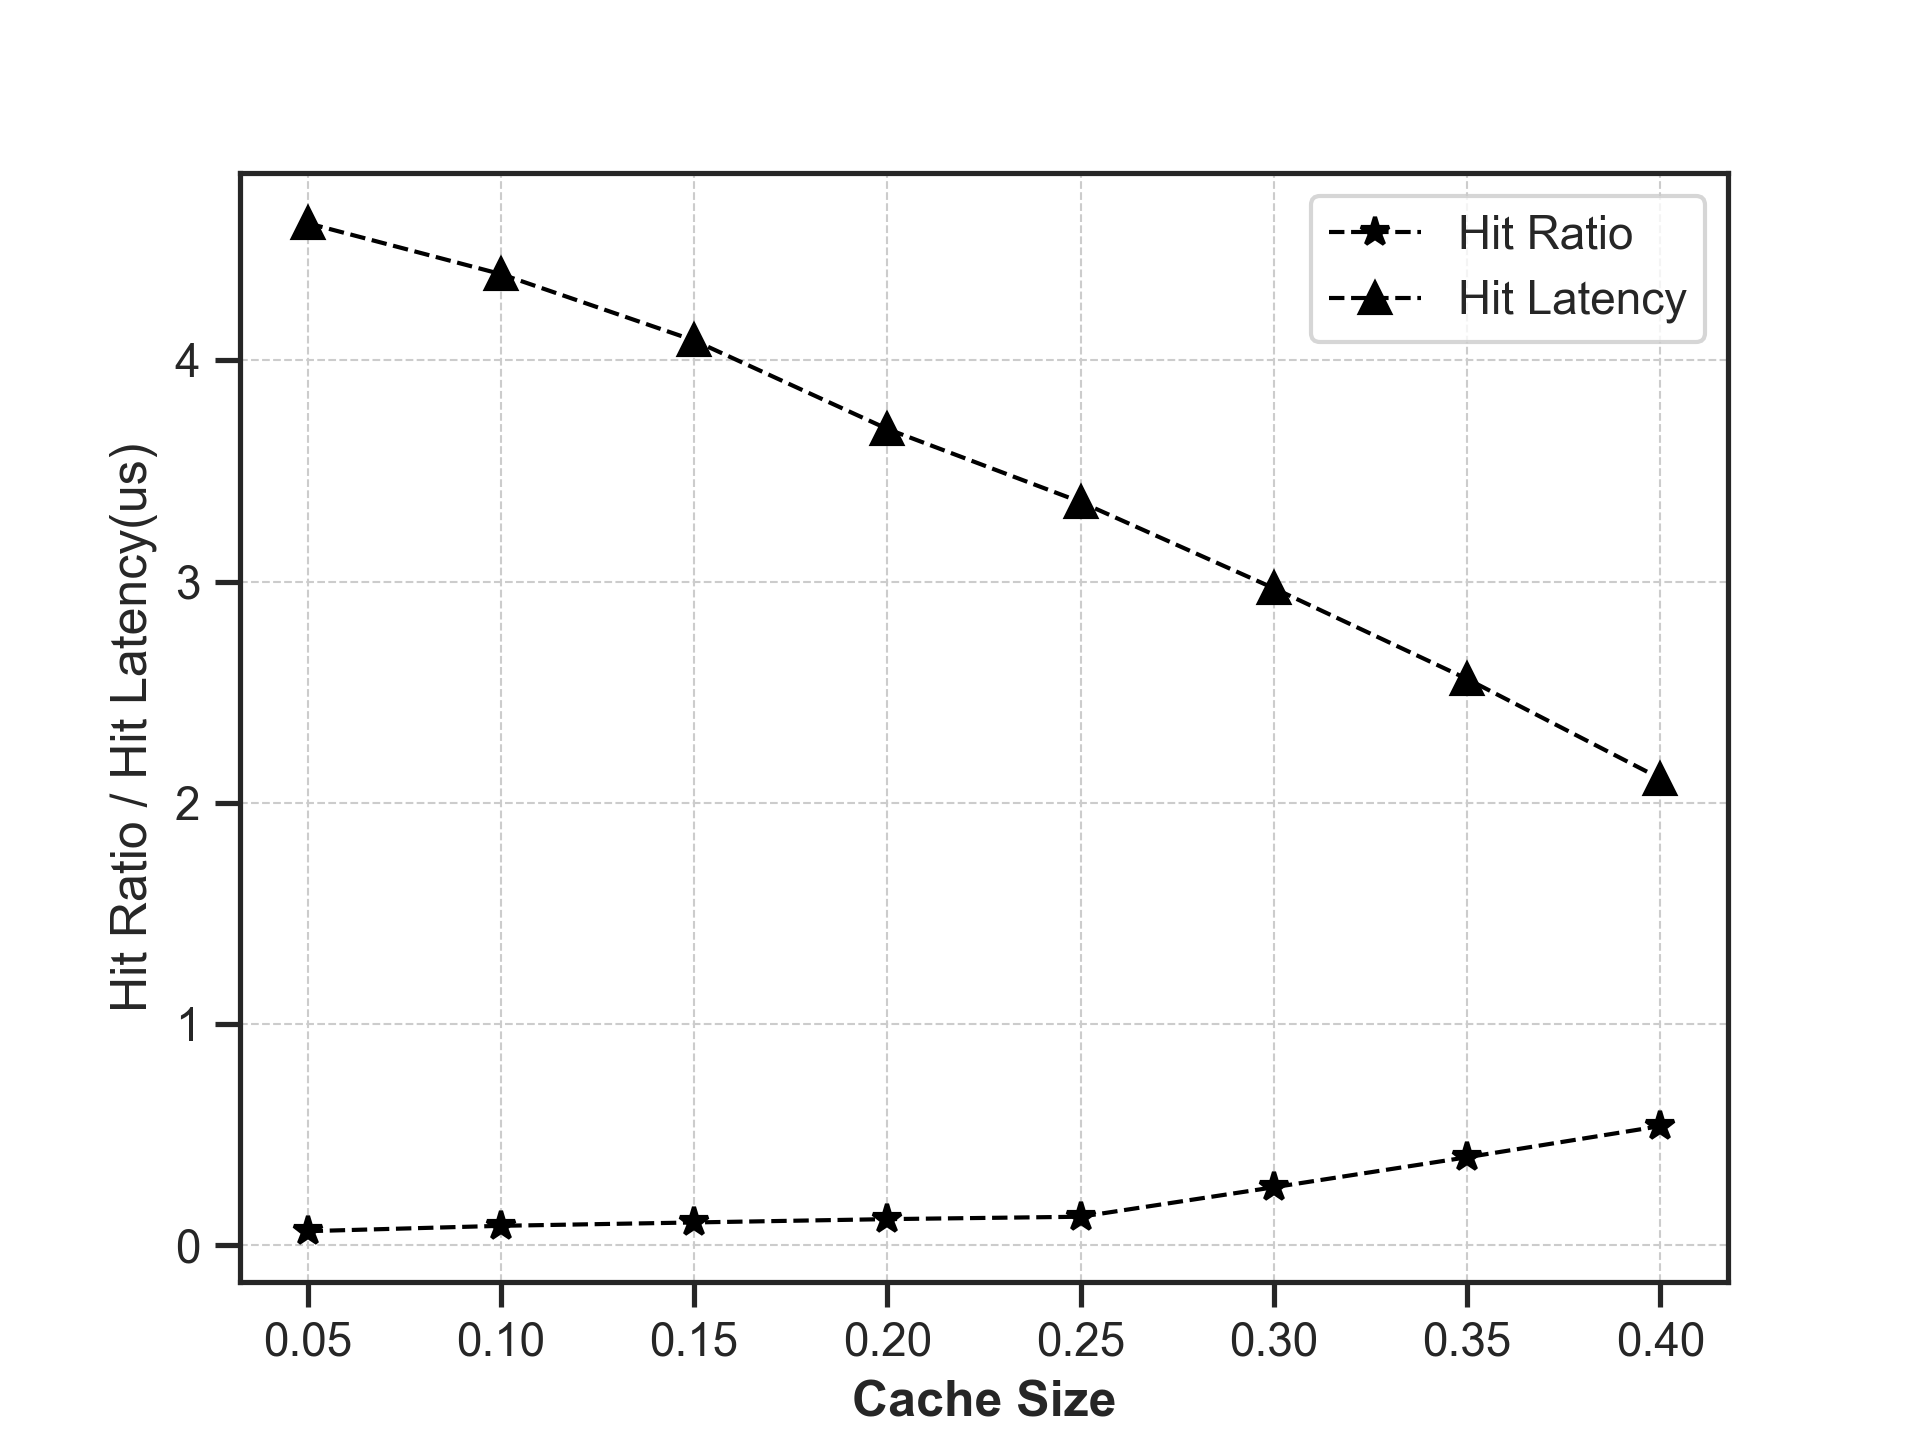 Hit Ratio
Hit Latency
Hit Ratio / Hit Latency(us)
4
3
2
1
0
0.05 0.10 0.15 0.20 0.25 0.30 0.35 0.40
Cache Size